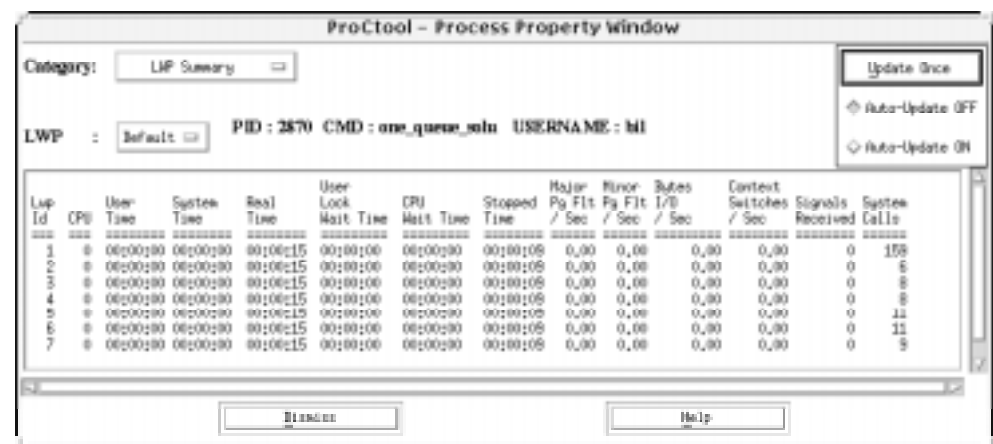 ProCtool - Process Property Window
Category: LWP Summary
Update Once
Auto-Update OFF
Auto-Update ON
LWP : Default PID : 2870 CMD : one_queue_solu USERNAME : bil
User Major Minor Bytes Context
Lwp User System Real Lock CPU Stopped Pg Flt Pg Flt I/O Switches Signals System
Id CPU Time Time Time Wait Time Wait Time Time / Sec / Sec / Sec / Sec Received Calls
1 0 00:00:00 00:00:00 00:00:15 00:00:00 00:00:00 00:00:09 0.00 0.00 0.00 0.00 0 159
2 0 00:00:00 00:00:00 00:00:15 00:00:00 00:00:00 00:00:09 0.00 0.00 0.00 0.00 0 6
3 0 00:00:00 00:00:00 00:00:15 00:00:00 00:00:00 00:00:09 0.00 0.00 0.00 0.00 0 8
4 0 00:00:00 00:00:00 00:00:15 00:00:00 00:00:00 00:00:09 0.00 0.00 0.00 0.00 0 8
5 0 00:00:00 00:00:00 00:00:15 00:00:00 00:00:00 00:00:09 0.00 0.00 0.00 0.00 0 11
6 0 00:00:00 00:00:00 00:00:15 00:00:00 00:00:00 00:00:09 0.00 0.00 0.00 0.00 0 11
7 0 00:00:00 00:00:00 00:00:15 00:00:00 00:00:00 00:00:09 0.00 0.00 0.00 0.00 0 9
Dismiss Help